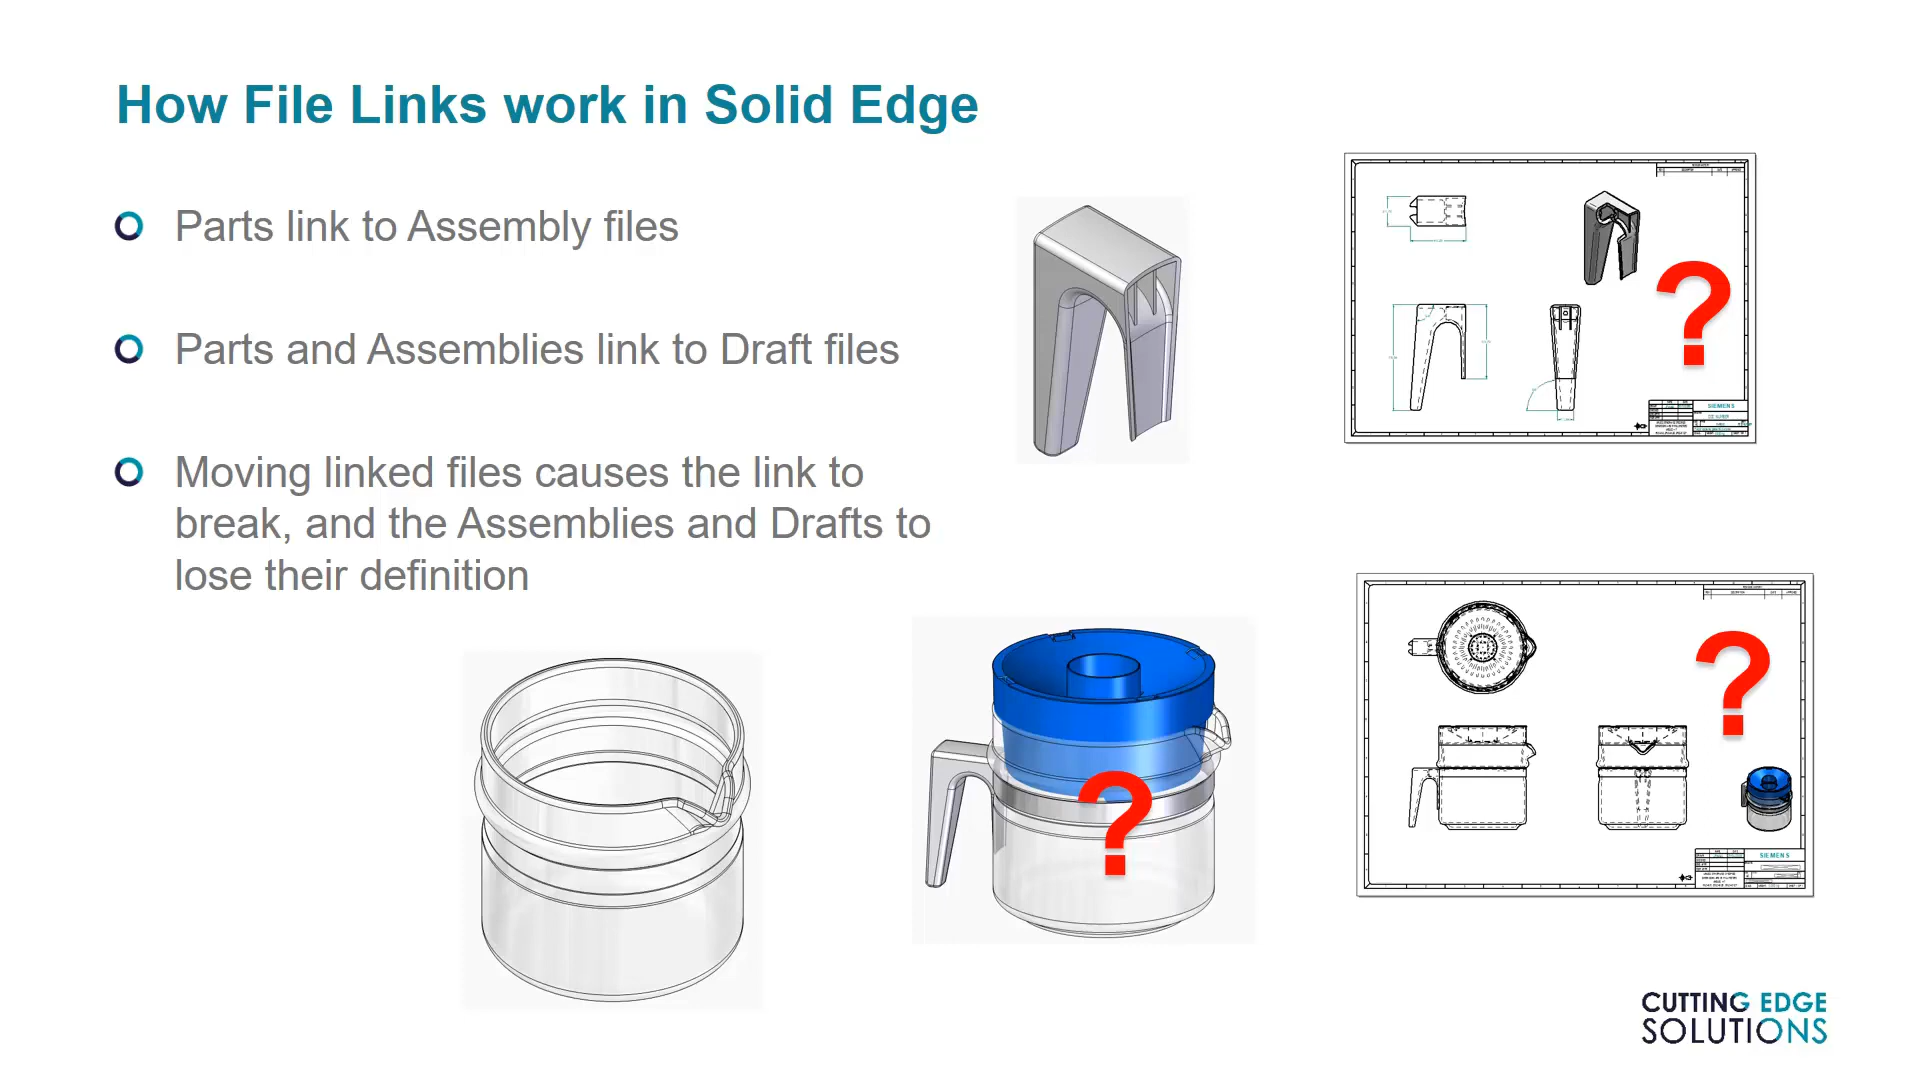 How File Links work in Solid Edge
Parts link to Assembly files
Parts and Assemblies link to Draft files
Moving linked files causes the link to
break, and the Assemblies and Drafts to
lose their definition
?
SIEMENS
?
?
SIEMENS
CUTTING EDGE
SOLUTIONS